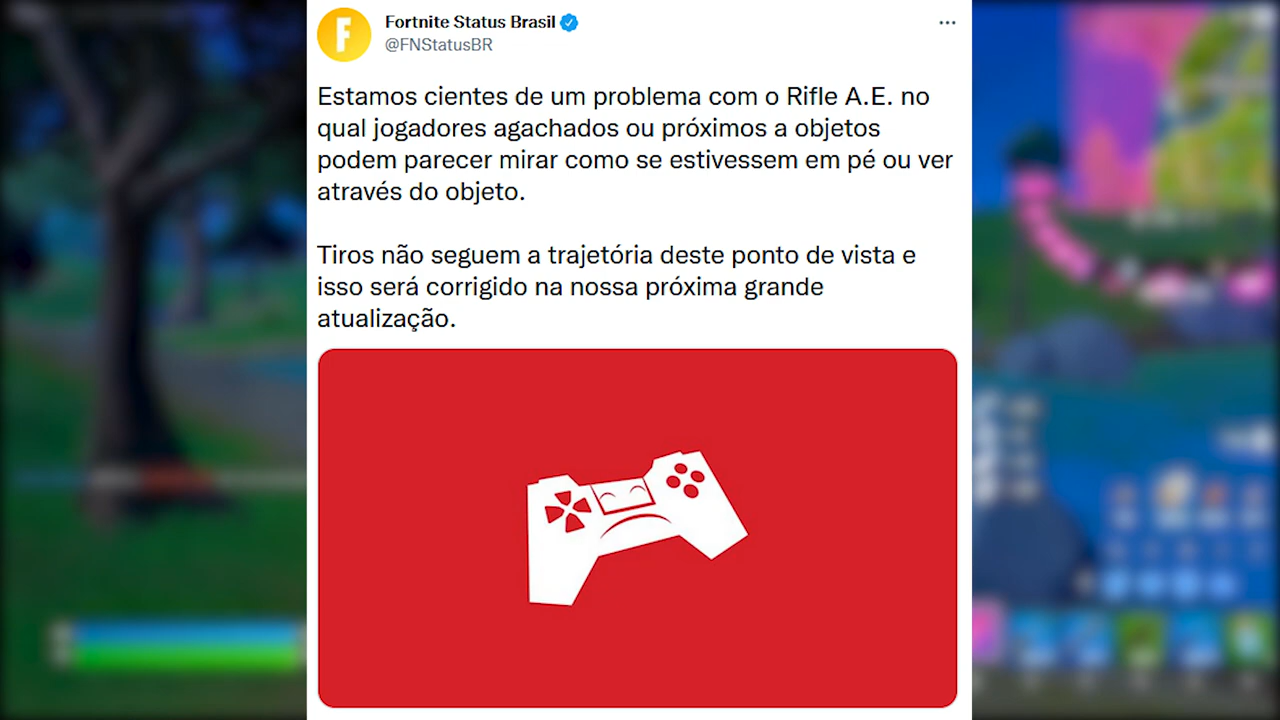 Fortnite Status Brasil
@FNStatusBR
Estamos cientes de um problema com o Rifle A.E. no
qual jogadores agachados ou próximos a objetos
podem parecer mirar como se estivessem em pé ou ver
através do objeto.
Tiros não seguem a trajetória deste ponto de vista e
isso será corrigido na nossa próxima grande
atualização.